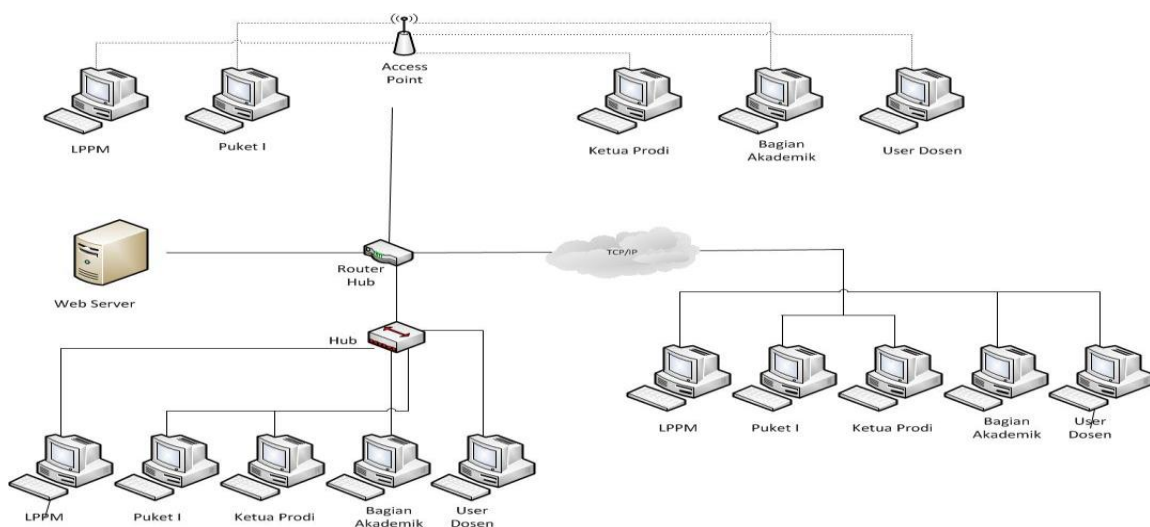 Access
Point
LPPM
Puket I
Ketua Prodi
Bagian
Akademik
User Dosen
Web Server
Router
Hub
TCP/IP
Hub
LPPM
Puket I
Ketua Prodi
Bagian
Akademik
User
Dosen
LPPM
Puket I
Ketua Prodi
Bagian
Akademik
User
Dosen